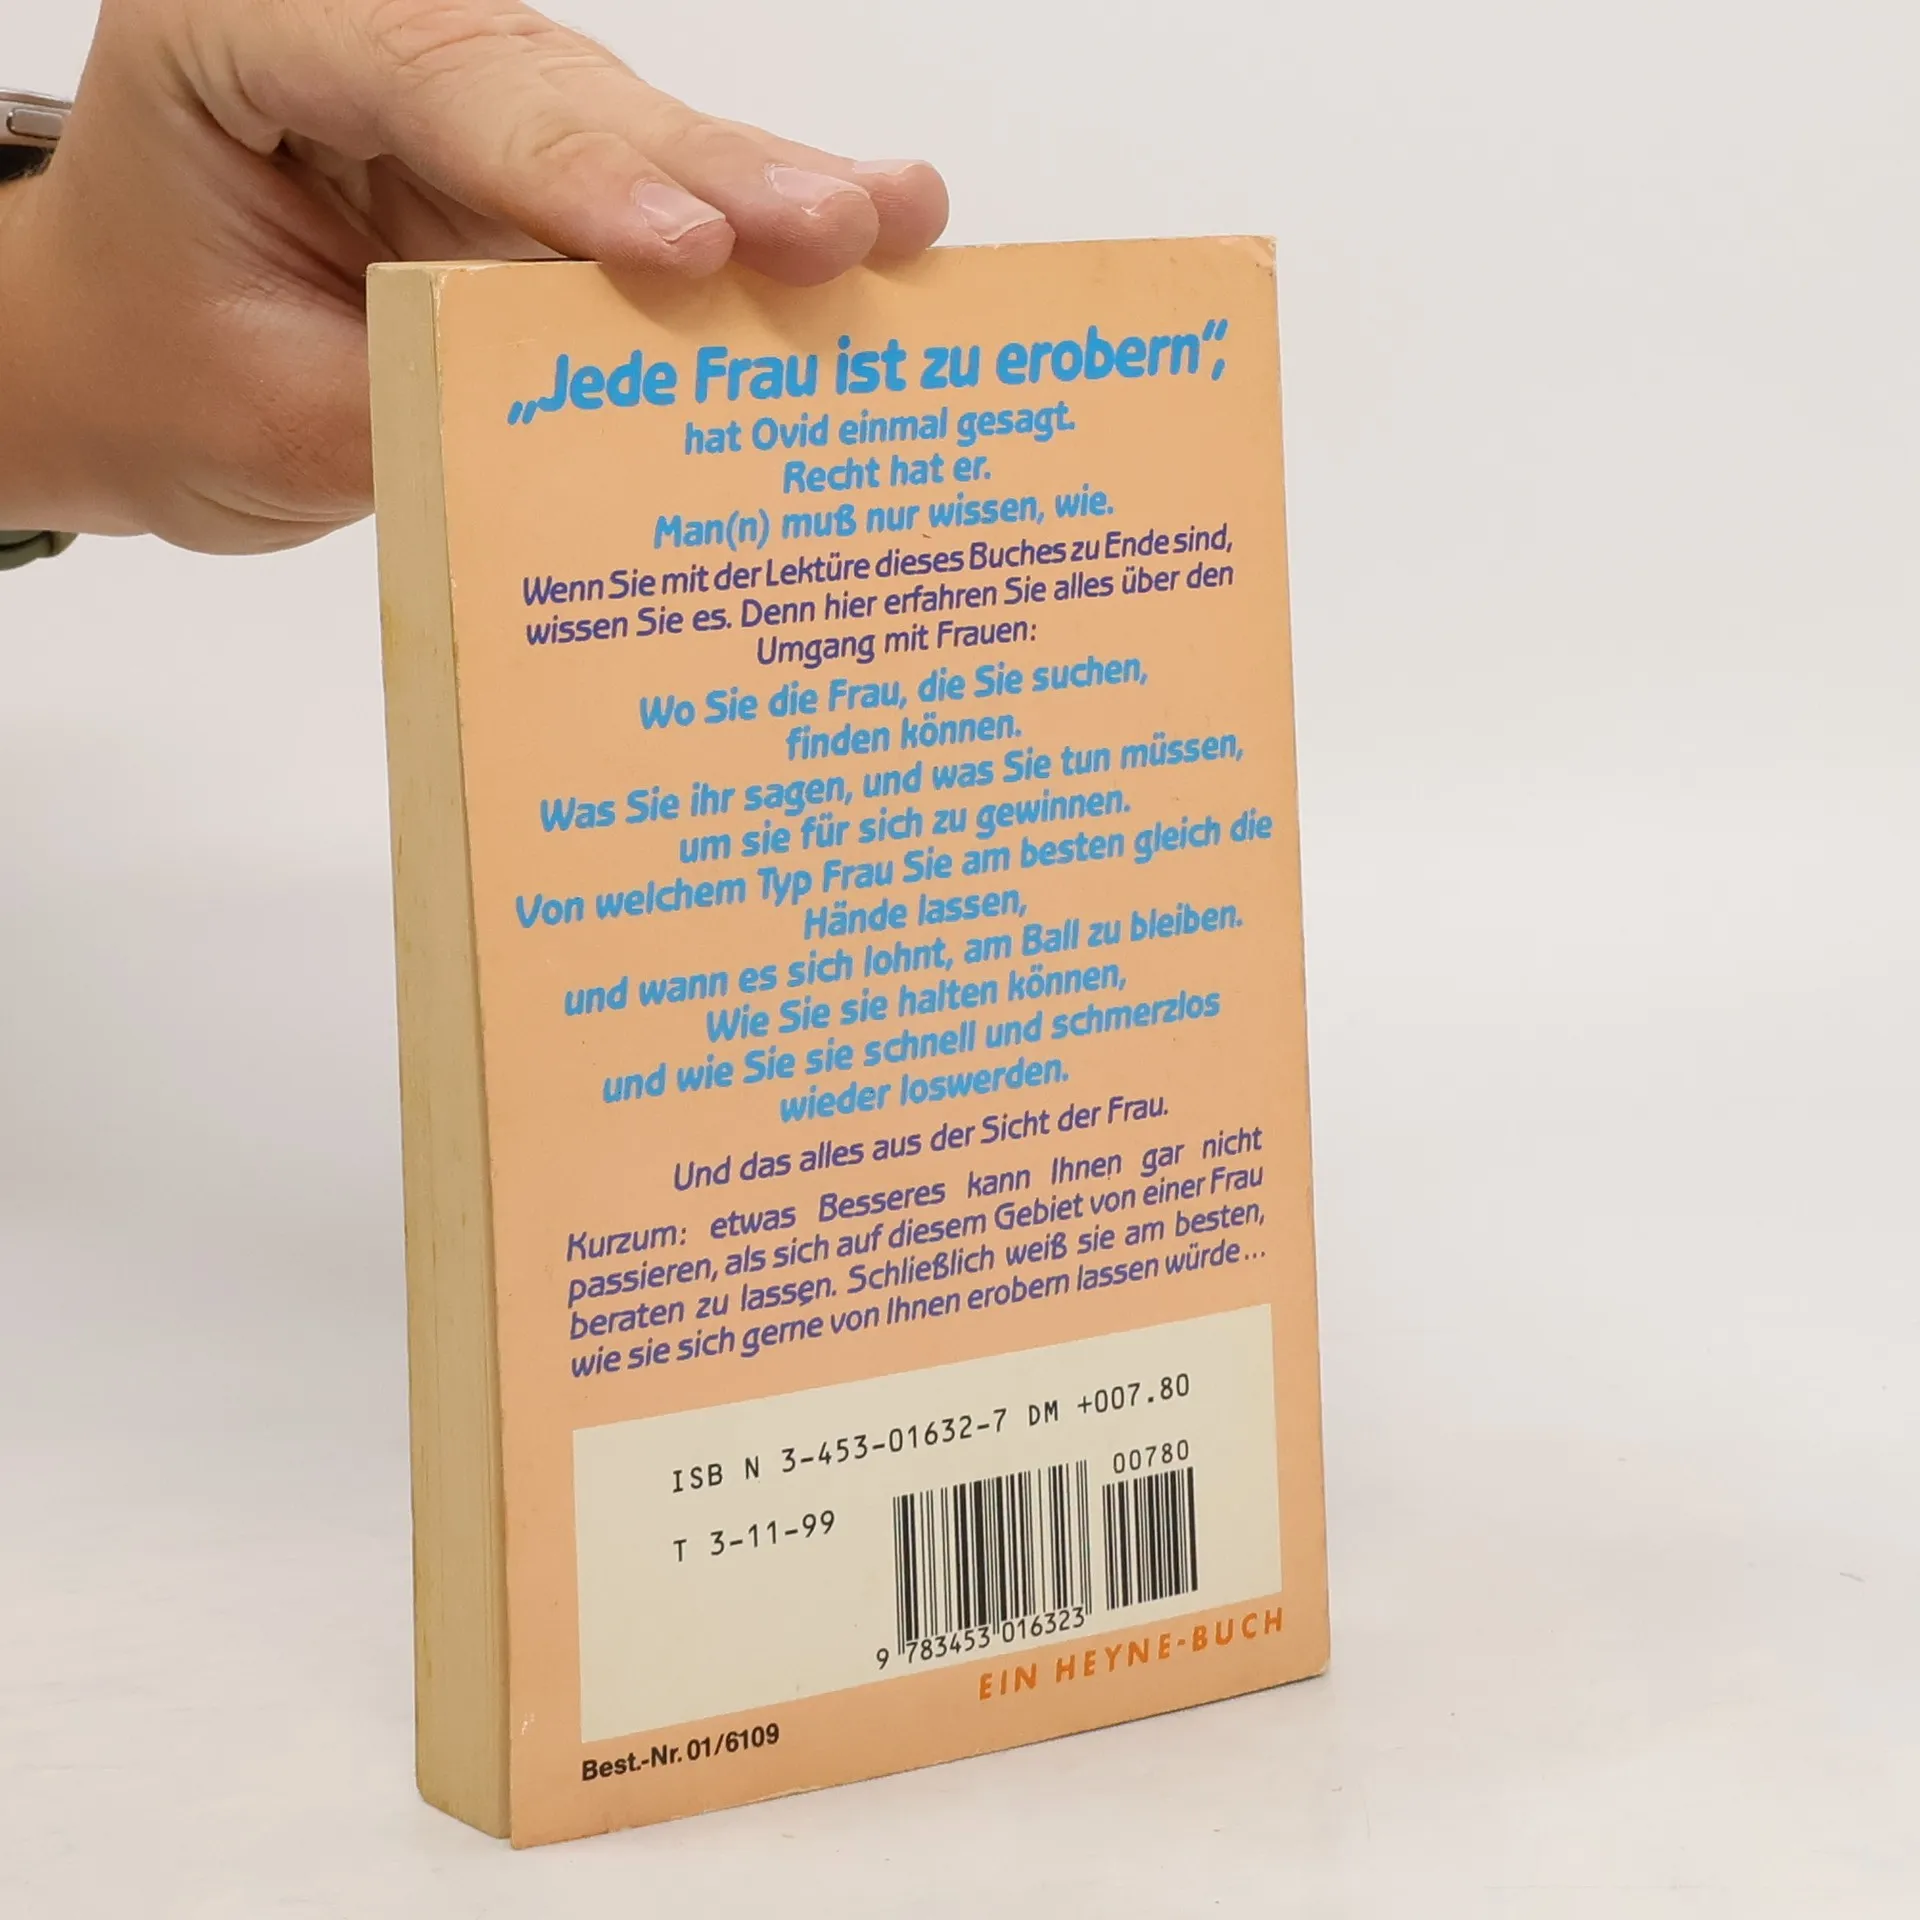 „Jede Frau ist zu erobern“,
hat Ovid einmal gesagt.
Recht hat er.
Man(n) muß nur wissen, wie.
Wenn Sie mit der Lektüre dieses Buches zu Ende sind,
wissen Sie es. Denn hier erfahren Sie alles über den
Umgang mit Frauen:
Wo Sie die Frau, die Sie suchen,
finden können.
Was Sie ihr sagen, und was Sie tun müssen,
um sie für sich zu gewinnen.
Von welchem Typ Frau Sie am besten gleich die
Hände lassen,
und wann es sich lohnt, am Ball zu bleiben.
Wie Sie sie halten können,
und wie Sie sie schnell und schmerzlos
wieder loswerden.
Und das alles aus der Sicht der Frau.
Kurzum: etwas Besseres kann Ihnen gar nicht
passieren, als sich auf diesem Gebiet von einer Frau
beraten zu lassen. Schließlich weiß sie am besten,
wie sie sich gerne von Ihnen erobern lassen würde...
ISB N 3-453-01632-7 DM +007.80
00780
T 3-11-99
9 783453 016323
EIN HEYNE-BUCH
Best.-Nr. 01/6109